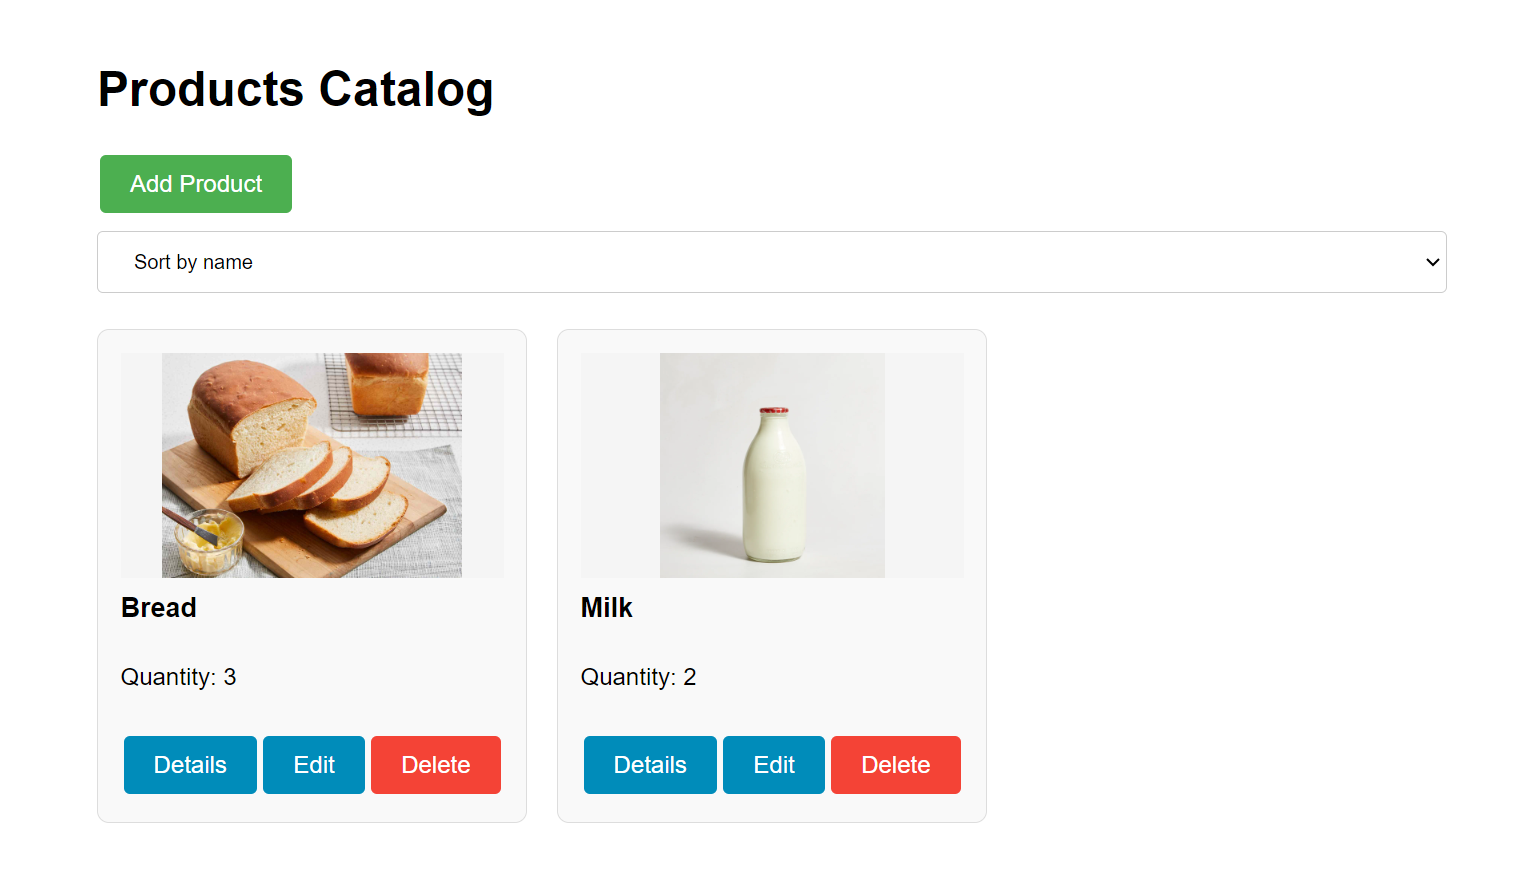 Products Catalog
Add Product
Sort by name
Bread
Quantity: 3
Details Edit Delete
Milk
Quantity: 2
Details Edit Delete